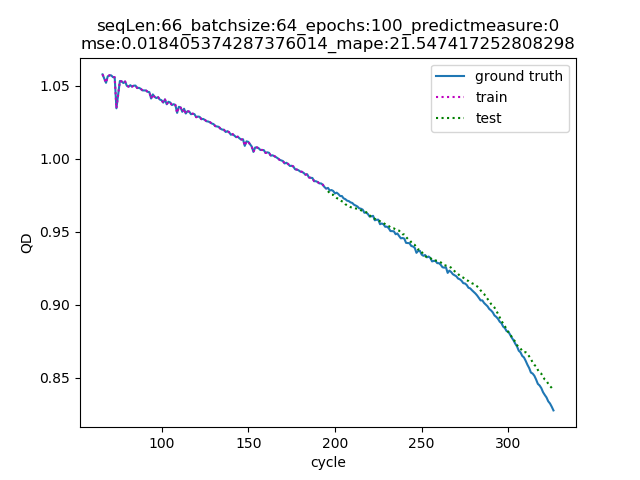 seqLen:66_batchsize:64_epochs:100_predictmeasure:0
mse:0.018405374287376014_mape:21.547417252808298
ground truth
train
test
1.05
1.00
0.95
0.90
0.85
QD
100 150 200 250 300
cycle